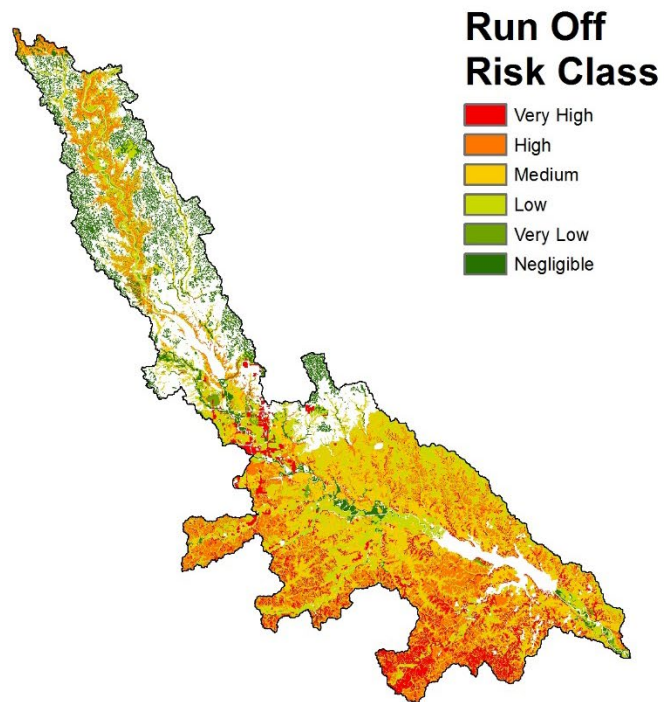 Run Off
Risk Class
Very High
High
Medium
Low
Very Low
Negligible